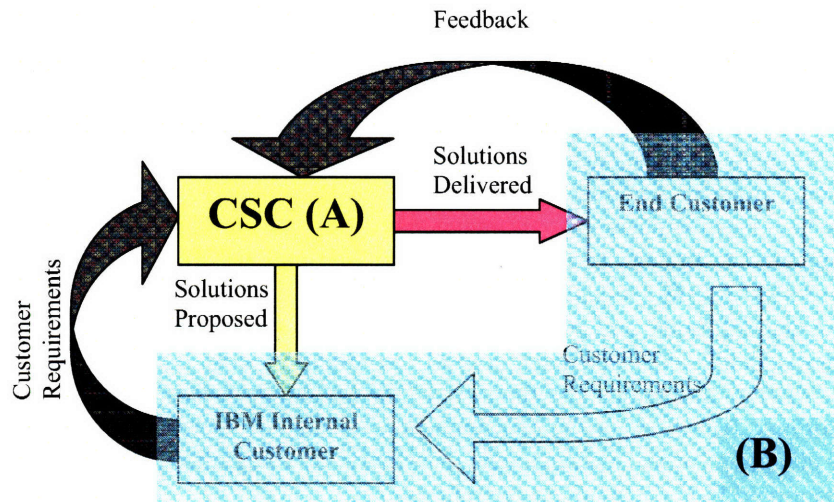 Feedback
Solutions
Delivered
CSC (A)
End Customer
Solutions
Proposed
Customer
Requirements
Customer
Requirements
IBM Internal
Customer
(B)